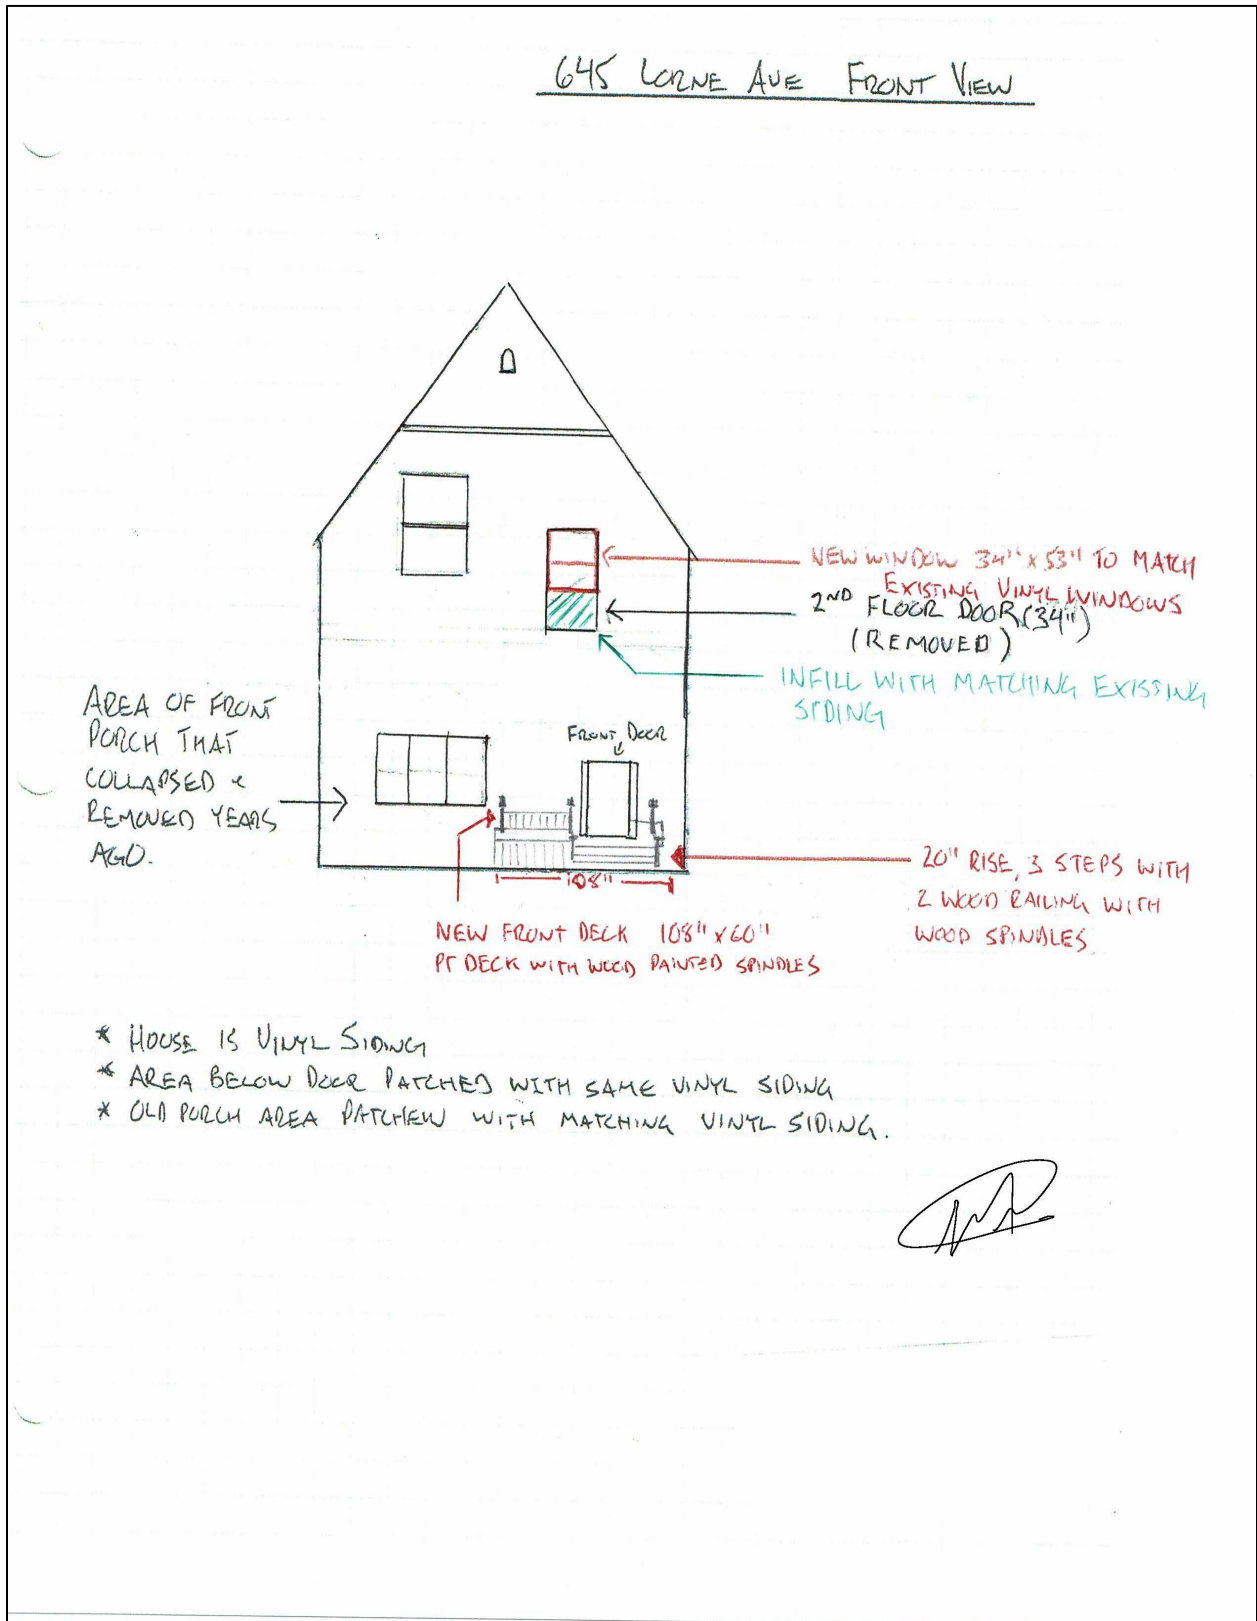 645 LORNE AVE FRONT VIEW
NEW WINDOW 34" x 53" TO MATCH
EXISTING VINYL WINDOWS
2ND FLOOR DOOR (34")
(REMOVED)
INFILL WITH MATCHING EXISTING
SIDING
AREA OF FRONT
PORCH THAT
COLLAPSED &
REMOVED YEARS
AGO.
FRONT DOOR
108"
20" RISE, 3 STEPS WITH
2 WOOD RAILING WITH
WOOD SPINDLES.
NEW FRONT DECK 108" x 60"
PT DECK WITH WOOD PAINTED SPINDLES
* HOUSE IS VINYL SIDING
* AREA BELOW DOOR PATCHED WITH SAME VINYL SIDING
* OLD PORCH AREA PATCHEW WITH MATCHING VINYL SIDING.